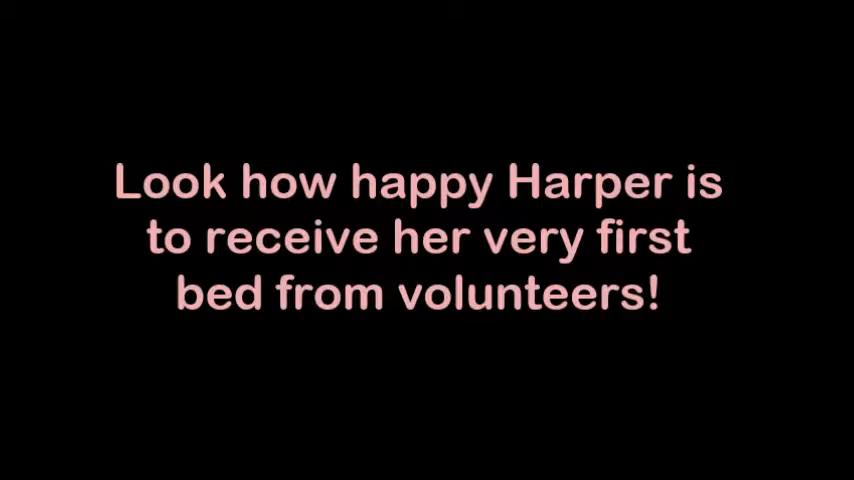 Look how happy Harper is
to receive her very first
bed from volunteers!